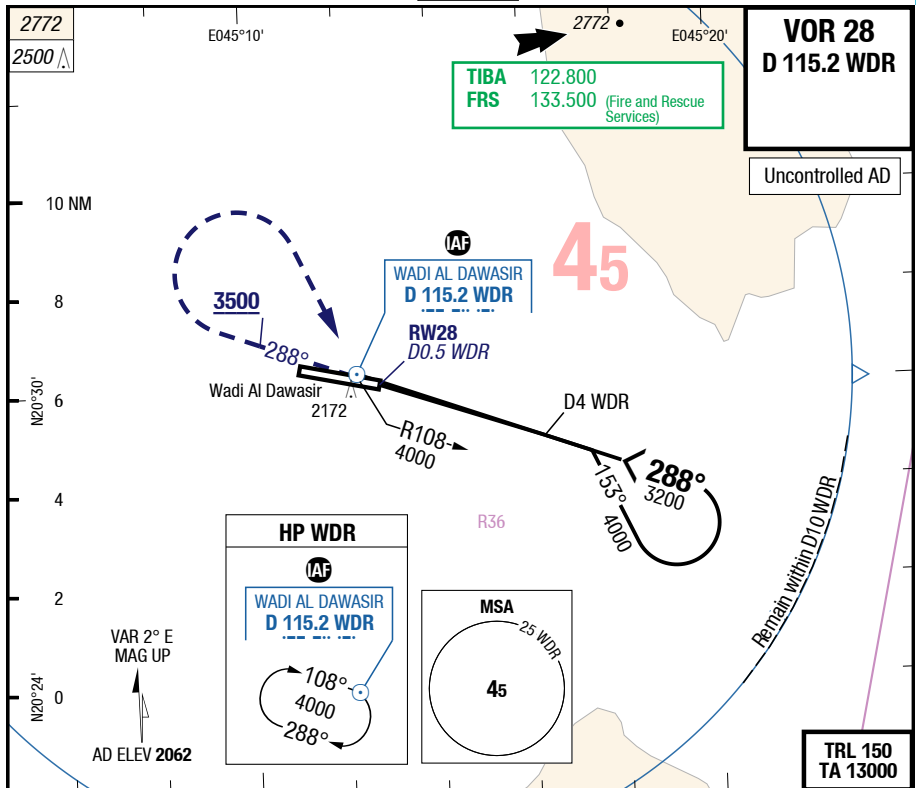 2772
2500
E045°10'
2772
E045°20'
VOR 28
D 115.2 WDR
TIBA 122.800
FRS 133.500 (Fire and Rescue
Services)
Uncontrolled AD
10 NM
IAF
45
WADI AL DAWASIR
D 115.2 WDR
8
3500
RW28
D0.5 WDR
288°
Wadi Al Dawasir
2172
N20°30'
6
D4 WDR
R108
4000
288°
3200
153°
4000
4
R36
HP WDR
IAF
WADI AL DAWASIR
D 115.2 WDR
MSA
25 WDR
45
Remain within D10 WDR
2
VAR 2° E
MAG UP
108°
4000
288°
N20°24'
0
AD ELEV 2062
TRL 150
TA 13000